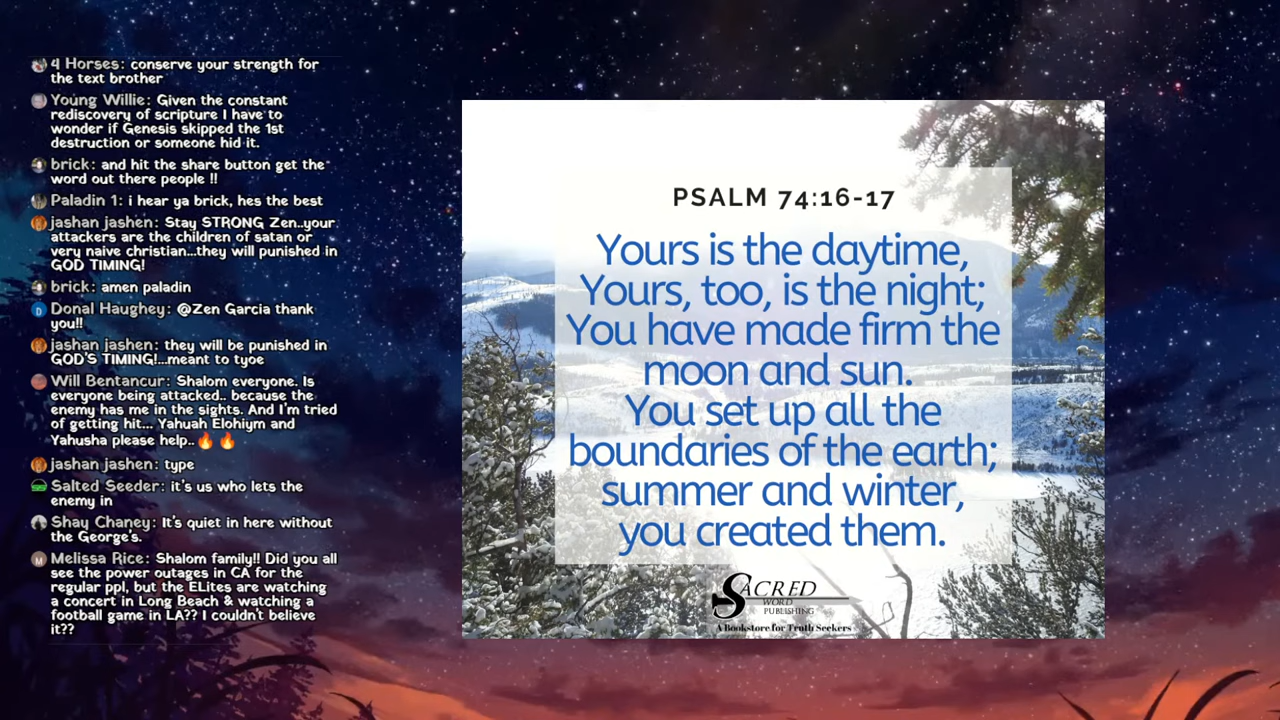 4 Horses: conserve your strength for
the text brother
Young Willie: Given the constant
rediscovery of scripture I have to
wonder if Genesis skipped the 1st
destruction or someone hid it.
brick: and hit the share button get the
word out there people !!
Paladin 1: i hear ya brick, hes the best
jashan jashen: Stay STRONG Zen..your
attackers are the children of satan or
very naive christian...they will punished in
GOD TIMING!
brick: amen paladin
D
Donal Haughey: @Zen Garcia thank
you!!
jashan jashen: they will be punished in
GOD'S TIMING!...meant to tyoe
Will Bentancur: Shalom everyone. Is
everyone being attacked.. because the
enemy has me in the sights. And I'm tried
of getting hit... Yahuah Elohiym and
Yahusha please help..🔥🔥
jashan jashen: type
Salted Seeder: it's us who lets the
enemy in
Shay Chaney: It's quiet in here without
the George's.
M
Melissa Rice: Shalom family!! Did you all
see the power outages in CA for the
regular ppl, but the ELites are watching
a concert in Long Beach & watching a
football game in LA?? I couldn't believe
it??
PSALM 74:16-17
Yours is the daytime,
Yours, too, is the night;
You have made firm the
moon and sun.
You set up all the
boundaries of the earth;
summer and winter,
you created them.
SACRED
WORD
PUBLISHING
A Bookstore for Truth Seekers